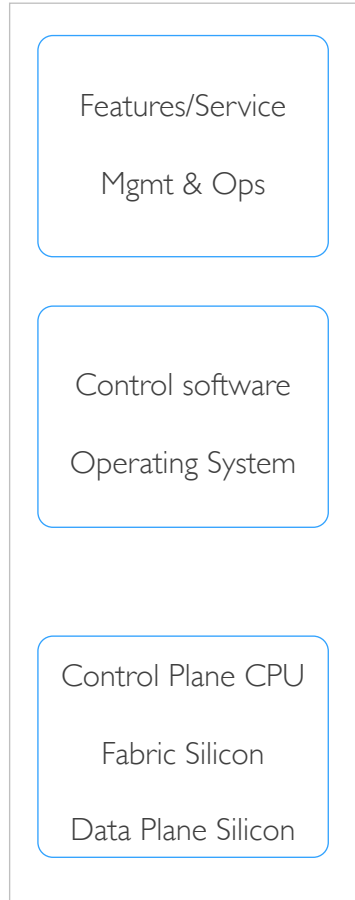 Features/Service
Mgmt & Ops
Control software
Operating System
Control Plane CPU
Fabric Silicon
Data Plane Silicon